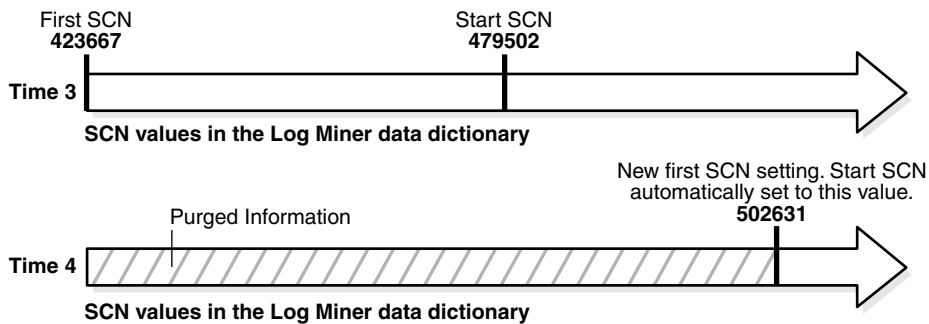 First SCN
423667
Start SCN
479502
Time 3
SCN values in the Log Miner data dictionary
New first SCN setting. Start SCN
automatically set to this value.
502631
Purged Information
Time 4
SCN values in the Log Miner data dictionary